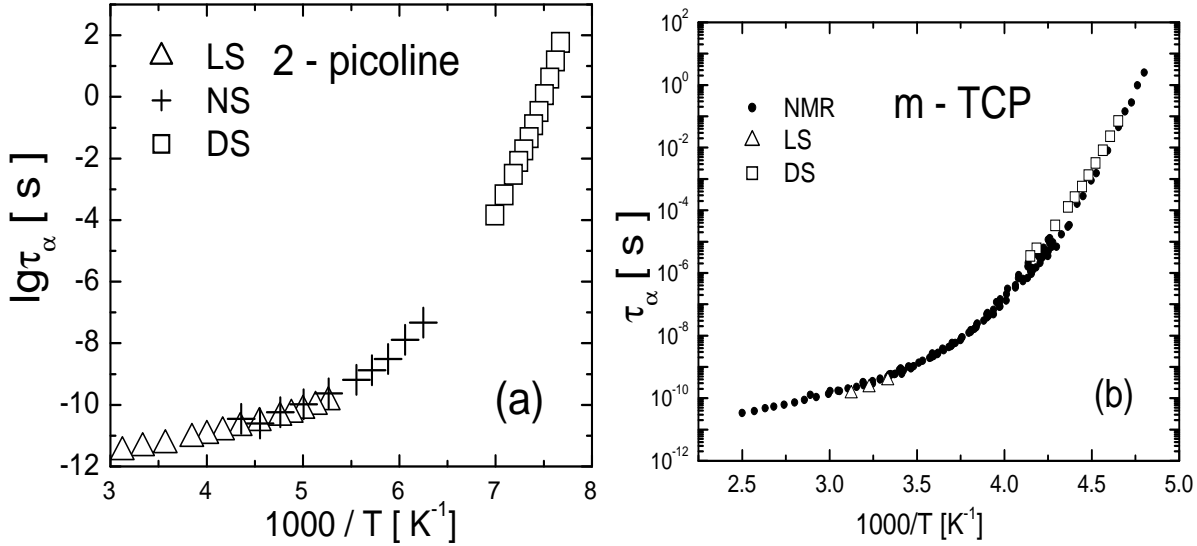 2 - picoline
LS
NS
DS
(a)
lgτα [ s ]
2
0
-2
-4
-6
-8
-10
-12
3 4 5 6 7 8
1000 / T [ K-1]
m - TCP
NMR
LS
DS
(b)
τα [ s ]
10²
10⁰
10⁻²
10⁻⁴
10⁻⁶
10⁻⁸
10⁻¹⁰
10⁻¹²
2.5 3.0 3.5 4.0 4.5 5.0
1000/T [K-1]